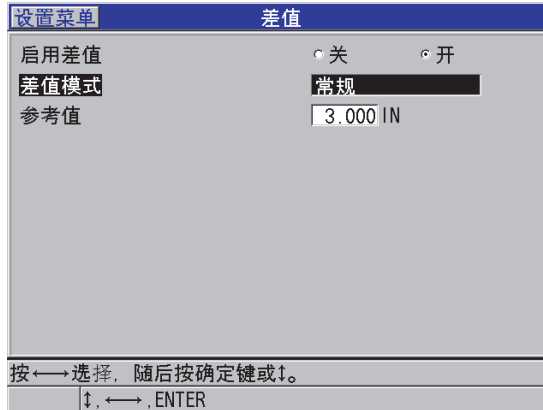 设置菜单 差值
启用差值 关 开
差值模式 常规
参考值 3.000 IN
按←→选择, 随后按确定键或↕。
↕, ←→, ENTER